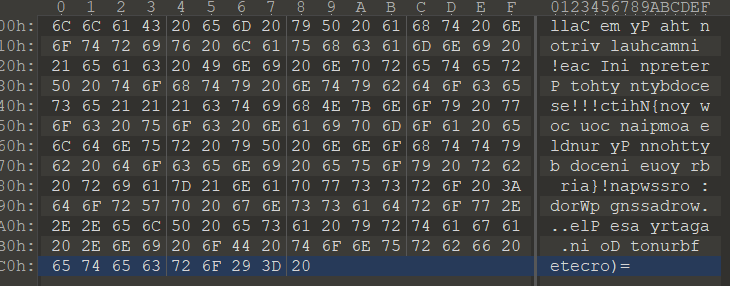 0 1 2 3 4 5 6 7 8 9 A B C D E F 0123456789ABCDEF
00h: 6C 6C 61 43 20 65 6D 20 79 50 20 61 68 74 20 6E llaC em yP aht n
10h: 6F 74 72 69 76 20 6C 61 75 68 63 61 6D 6E 69 20 otriv lauhcamni
20h: 21 65 61 63 20 49 6E 69 20 6E 70 72 65 74 65 72 !eac Ini npreter
30h: 50 20 74 6F 68 74 79 20 6E 74 79 62 64 6F 63 65 P tohty ntybdoce
40h: 73 65 21 21 21 63 74 69 68 4E 7B 6E 6F 79 20 77 se!!!ctihN{noy w
50h: 6F 63 20 75 6F 63 20 6E 61 69 70 6D 6F 61 20 65 oc uoc naipmoa e
60h: 6C 64 6E 75 72 20 79 50 20 6E 6E 6F 68 74 74 79 ldnur yP nnohtty
70h: 62 20 64 6F 63 65 6E 69 20 65 75 6F 79 20 72 62 b doceni euoy rb
80h: 20 72 69 61 7D 21 6E 61 70 77 73 73 72 6F 20 3A ria}!napwssro :
90h: 64 6F 72 57 70 20 67 6E 73 73 61 64 72 6F 77 2E dorWp gnssadrow.
A0h: 2E 2E 65 6C 50 20 65 73 61 20 79 72 74 61 67 61 ..elP esa yrtaga
B0h: 20 2E 6E 69 20 6F 44 20 74 6F 6E 75 72 62 66 20 .ni oD tonurbf
C0h: 65 74 65 63 72 6F 29 3D 20 etecro)=